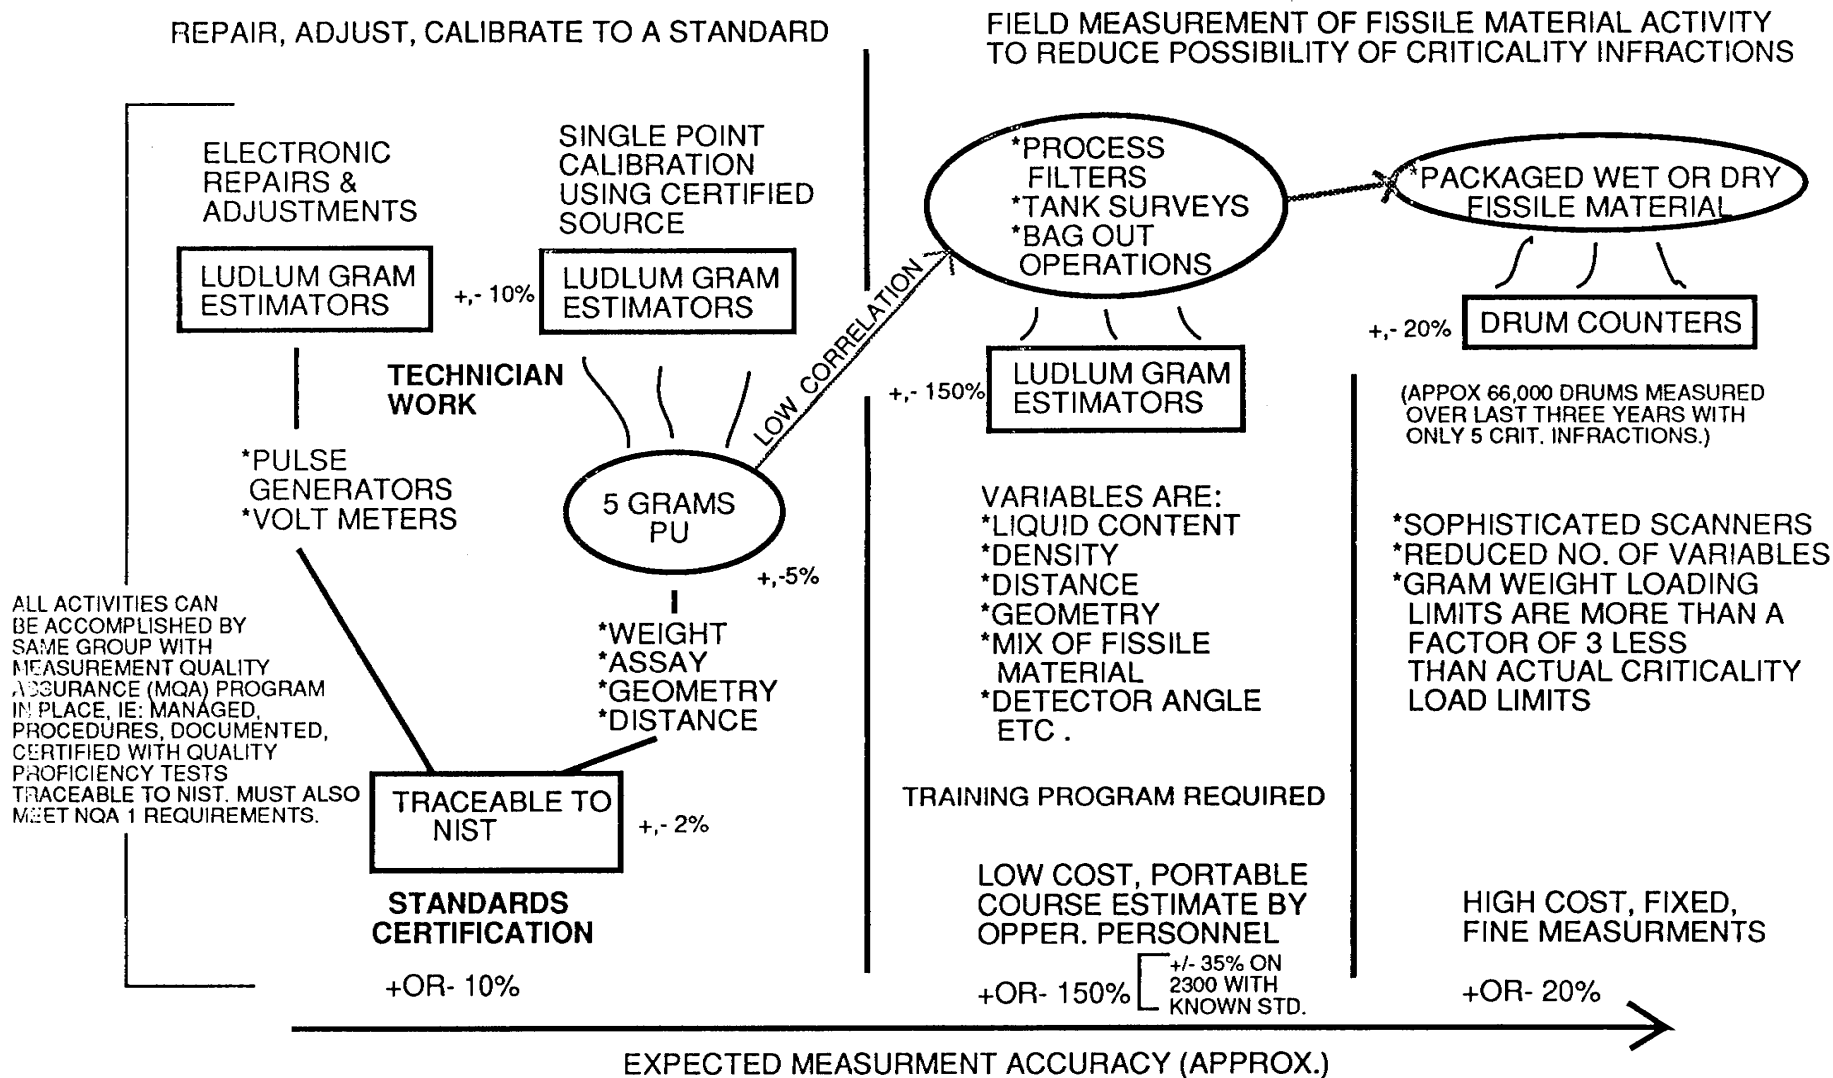 REPAIR, ADJUST, CALIBRATE TO A STANDARD
FIELD MEASUREMENT OF FISSILE MATERIAL ACTIVITY
TO REDUCE POSSIBILITY OF CRITICALITY INFRACTIONS
ELECTRONIC
REPAIRS &
ADJUSTMENTS
LUDLUM GRAM
ESTIMATORS
+,- 10%
SINGLE POINT
CALIBRATION
USING CERTIFIED
SOURCE
LUDLUM GRAM
ESTIMATORS
TECHNICIAN
WORK
*PULSE
GENERATORS
*VOLT METERS
5 GRAMS
PU
+,-5%
LOW CORRELATION
*WEIGHT
*ASSAY
*GEOMETRY
*DISTANCE
ALL ACTIVITIES CAN
BE ACCOMPLISHED BY
SAME GROUP WITH
MEASUREMENT QUALITY
ASSURANCE (MQA) PROGRAM
IN PLACE, IE: MANAGED,
PROCEDURES, DOCUMENTED,
CERTIFIED WITH QUALITY
PROFICIENCY TESTS
TRACEABLE TO NIST. MUST ALSO
MEET NQA 1 REQUIREMENTS.
TRACEABLE TO
NIST
+,- 2%
STANDARDS
CERTIFICATION
+OR- 10%
*PROCESS
FILTERS
*TANK SURVEYS
*BAG OUT
OPERATIONS
+,- 150%
LUDLUM GRAM
ESTIMATORS
VARIABLES ARE:
*LIQUID CONTENT
*DENSITY
*DISTANCE
*GEOMETRY
*MIX OF FISSILE
MATERIAL
*DETECTOR ANGLE
ETC .
TRAINING PROGRAM REQUIRED
LOW COST, PORTABLE
COURSE ESTIMATE BY
OPPER. PERSONNEL
+OR- 150%
+/- 35% ON
2300 WITH
KNOWN STD.
*PACKAGED WET OR DRY
FISSILE MATERIAL
+,- 20%
DRUM COUNTERS
(APPOX 66,000 DRUMS MEASURED
OVER LAST THREE YEARS WITH
ONLY 5 CRIT. INFRACTIONS.)
*SOPHISTICATED SCANNERS
*REDUCED NO. OF VARIABLES
*GRAM WEIGHT LOADING
LIMITS ARE MORE THAN A
FACTOR OF 3 LESS
THAN ACTUAL CRITICALITY
LOAD LIMITS
HIGH COST, FIXED,
FINE MEASURMENTS
+OR- 20%
EXPECTED MEASURMENT ACCURACY (APPROX.)